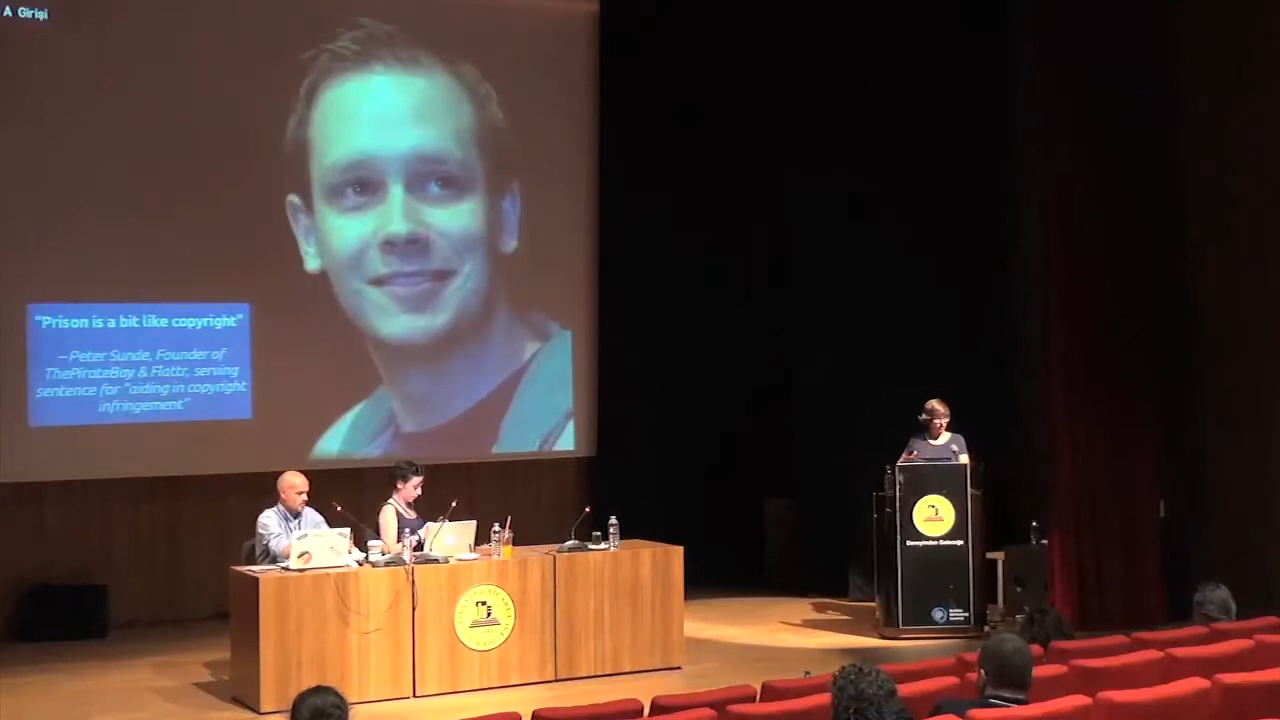 A Girişi
"Prison is a bit like copyright"
– Peter Sunde, Founder of
ThePirateBay & Flattr, serving
sentence for "aiding in copyright
infringement"